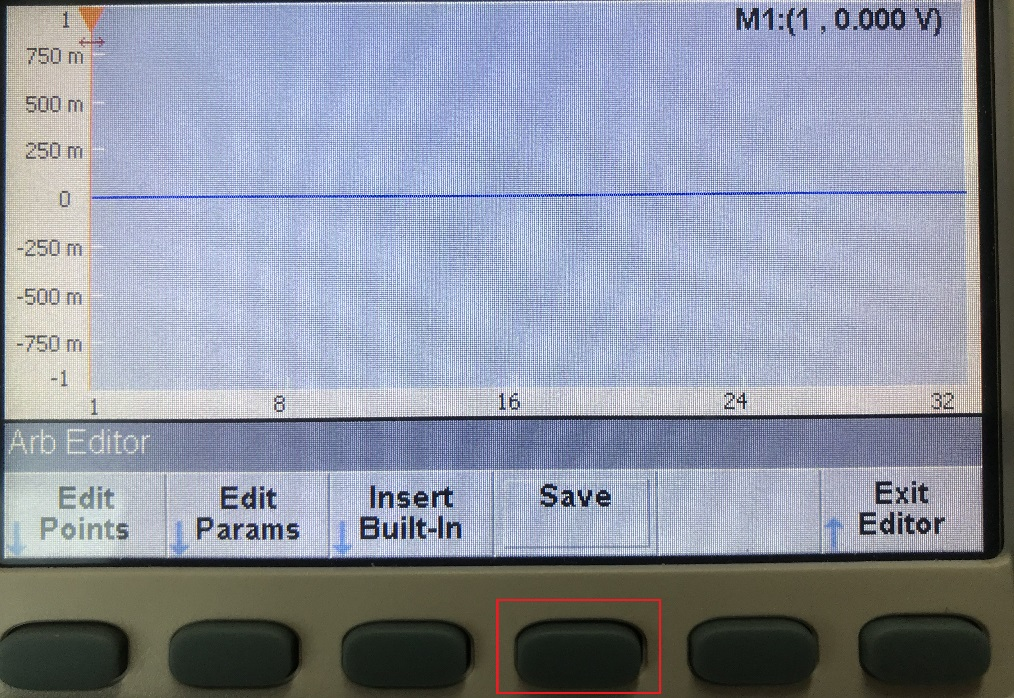 1
M1:(1 , 0.000 V)
750 m
500 m
250 m
0
-250 m
-500 m
-750 m
-1
1 8 16 24 32
Arb Editor
Edit
Points
Edit
Params
Insert
Built-In
Save
Exit
Editor